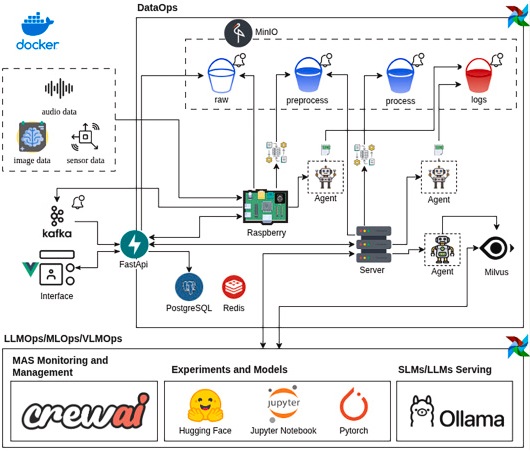 DataOps
docker
MinIO
raw
preprocess
process
logs
audio data
image data
sensor data
Agent
Agent
kafka
Raspberry
FastApi
Server
Agent
Milvus
Interface
PostgreSQL
Redis
LLMOps/MLOps/VLMOps
MAS Monitoring and
Management
Experiments and Models
SLMs/LLMs Serving
crewai
Hugging Face
jupyter
Jupyter Notebook
Pytorch
Ollama